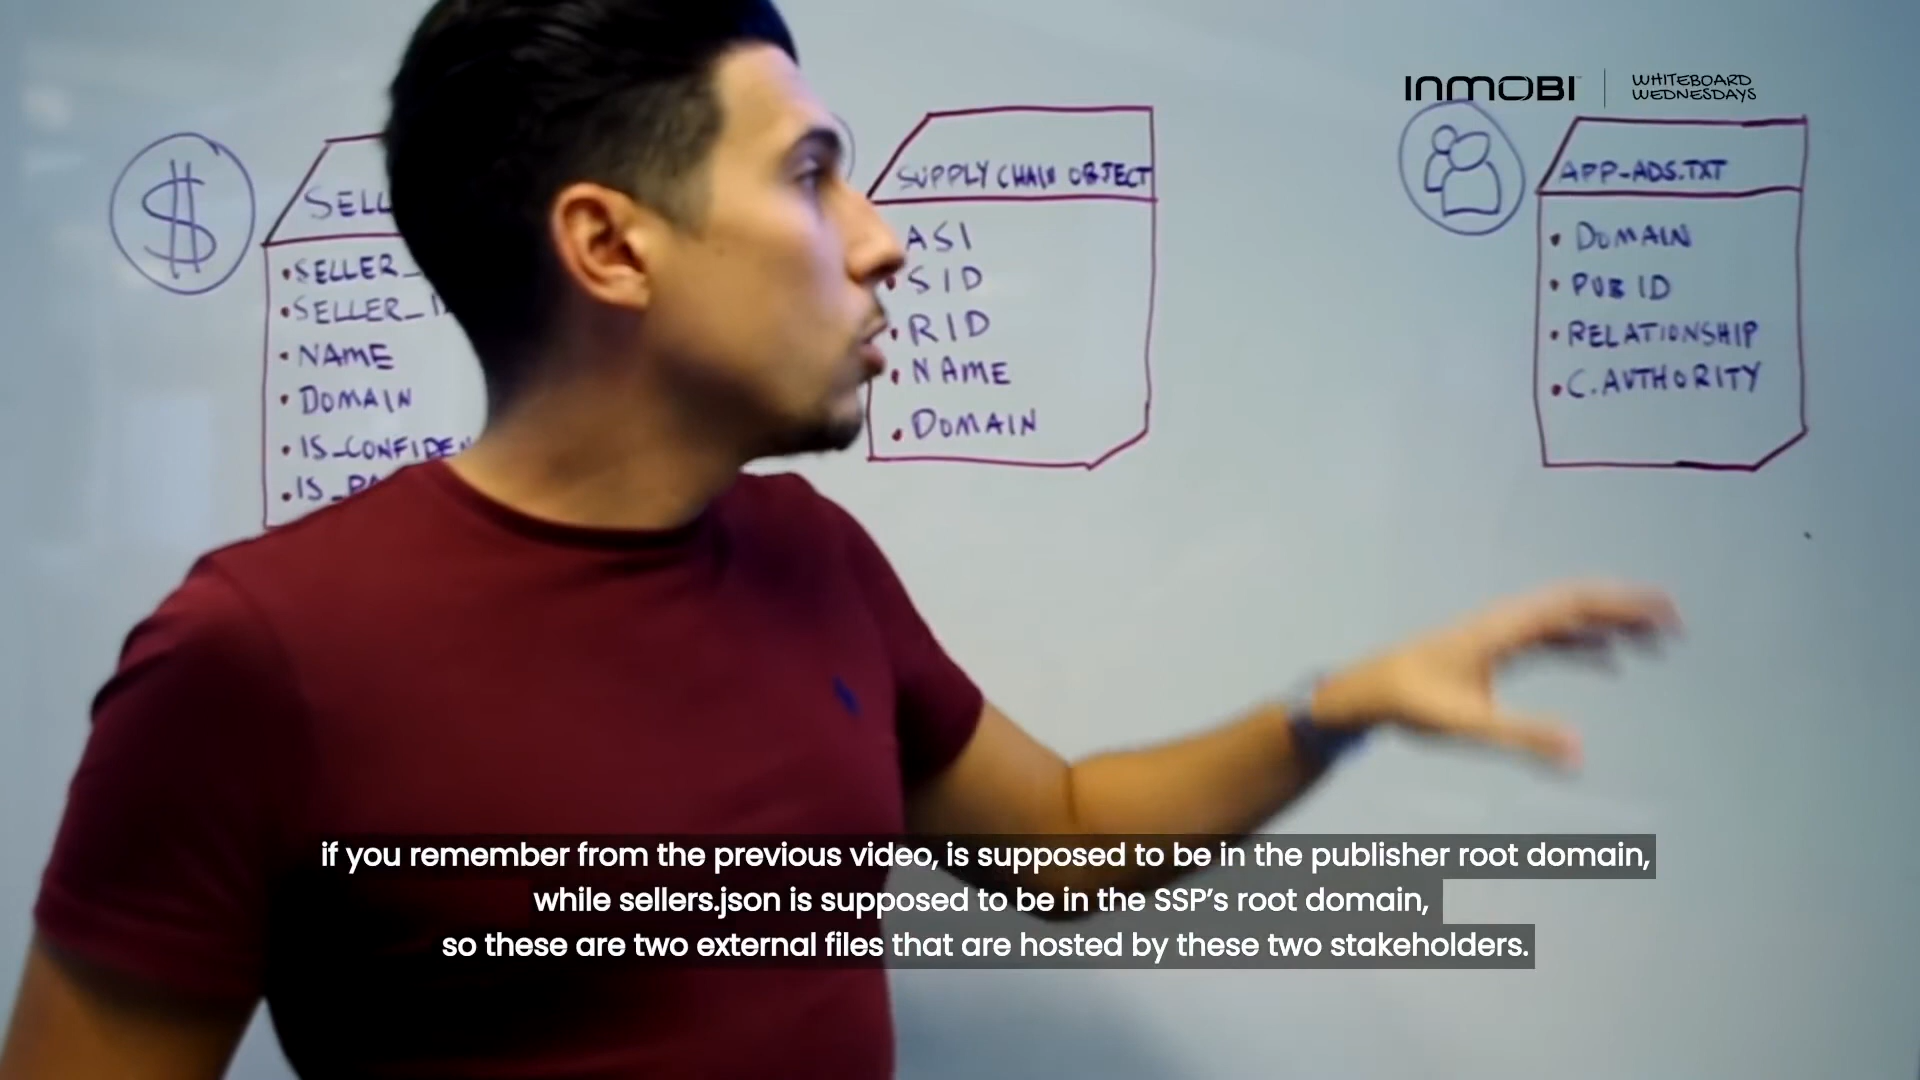 INMOBI
WHITEBOARD
WEDNESDAYS
$
SELLER_
SELLER_
NAME
DOMAIN
IS_
SUPPLY CHAIN OBJECT
ASI
SID
RID
NAME
DOMAIN
APP-ADS.TXT
DOMAIN
PUB ID
RELATIONSHIP
C.AUTHORITY
if you remember from the previous video, is supposed to be in the publisher root domain,
while sellers.json is supposed to be in the SSP’s root domain,
so these are two external files that are hosted by these two stakeholders.